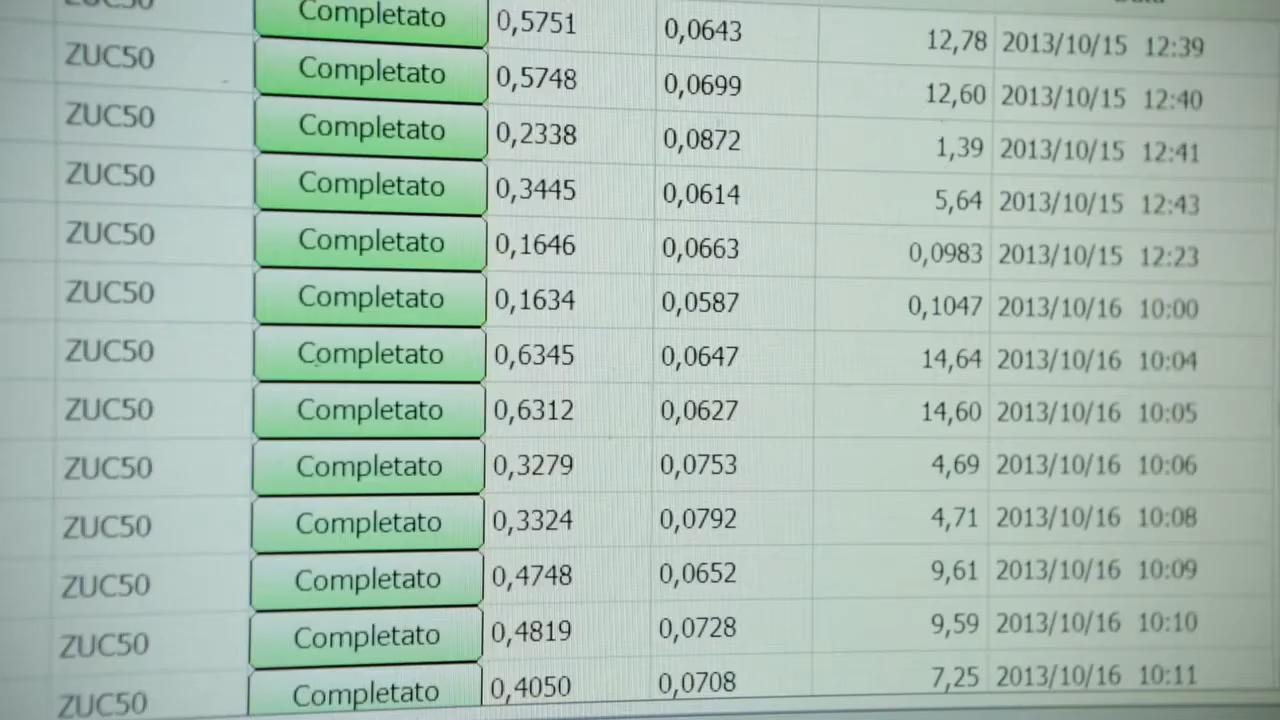 ZUC50 Completato 0,5751 0,0643 12,78 2013/10/15 12:39
ZUC50 Completato 0,5748 0,0699 12,60 2013/10/15 12:40
ZUC50 Completato 0,2338 0,0872 1,39 2013/10/15 12:41
ZUC50 Completato 0,3445 0,0614 5,64 2013/10/15 12:43
ZUC50 Completato 0,1646 0,0663 0,0983 2013/10/15 12:23
ZUC50 Completato 0,1634 0,0587 0,1047 2013/10/16 10:00
ZUC50 Completato 0,6345 0,0647 14,64 2013/10/16 10:04
ZUC50 Completato 0,6312 0,0627 14,60 2013/10/16 10:05
ZUC50 Completato 0,3279 0,0753 4,69 2013/10/16 10:06
ZUC50 Completato 0,3324 0,0792 4,71 2013/10/16 10:08
ZUC50 Completato 0,4748 0,0652 9,61 2013/10/16 10:09
ZUC50 Completato 0,4819 0,0728 9,59 2013/10/16 10:10
ZUC50 Completato 0,4050 0,0708 7,25 2013/10/16 10:11